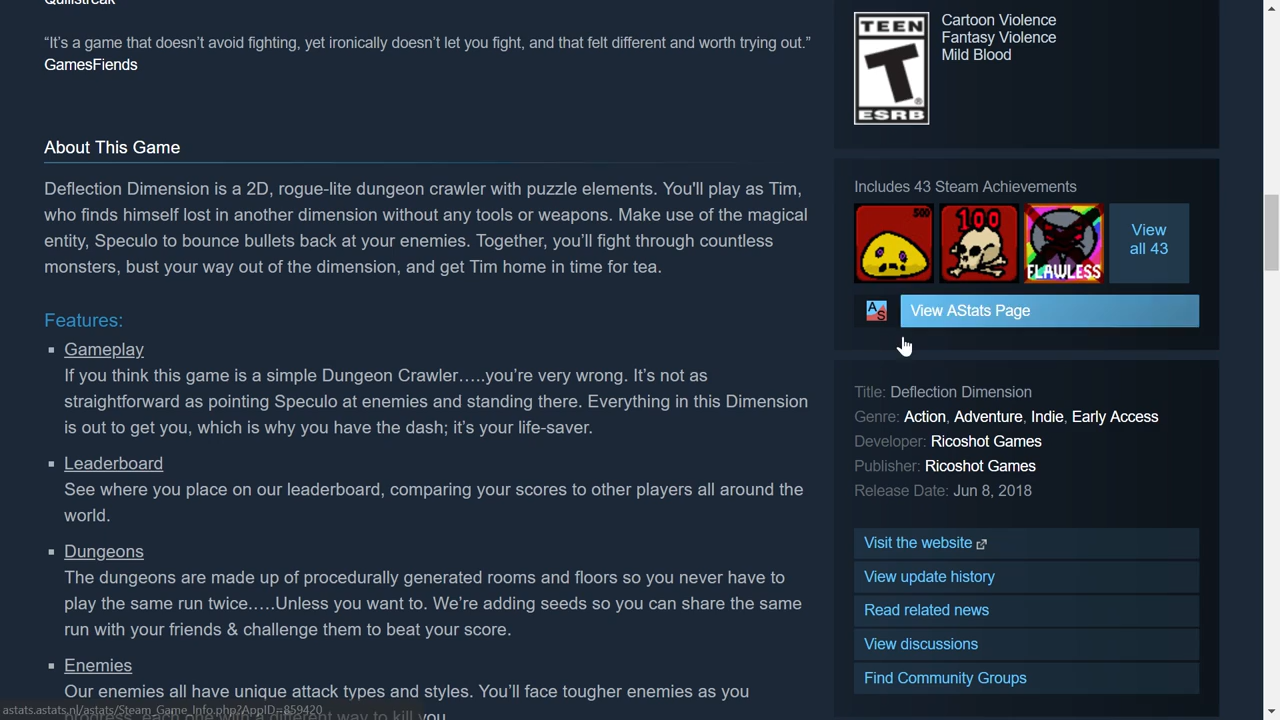 Quillstreak
“It's a game that doesn't avoid fighting, yet ironically doesn't let you fight, and that felt different and worth trying out.”
GamesFiends
About This Game
Deflection Dimension is a 2D, rogue-lite dungeon crawler with puzzle elements. You'll play as Tim,
who finds himself lost in another dimension without any tools or weapons. Make use of the magical
entity, Speculo to bounce bullets back at your enemies. Together, you’ll fight through countless
monsters, bust your way out of the dimension, and get Tim home in time for tea.
Features:
Gameplay
If you think this game is a simple Dungeon Crawler…..you’re very wrong. It’s not as
straightforward as pointing Speculo at enemies and standing there. Everything in this Dimension
is out to get you, which is why you have the dash; it’s your life-saver.
Leaderboard
See where you place on our leaderboard, comparing your scores to other players all around the
world.
Dungeons
The dungeons are made up of procedurally generated rooms and floors so you never have to
play the same run twice…..Unless you want to. We’re adding seeds so you can share the same
run with your friends & challenge them to beat your score.
Enemies
Our enemies all have unique attack types and styles. You’ll face tougher enemies as you
progress, each one with a different way to kill you.
astats.astats.nl/astats/Steam_Game_Info.php?AppID=859420
TEEN
T
®
ESRB
Cartoon Violence
Fantasy Violence
Mild Blood
Includes 43 Steam Achievements
500
100
FLAWLESS
View
all 43
AS
View AStats Page
Title: Deflection Dimension
Genre: Action, Adventure, Indie, Early Access
Developer: Ricoshot Games
Publisher: Ricoshot Games
Release Date: Jun 8, 2018
Visit the website
View update history
Read related news
View discussions
Find Community Groups